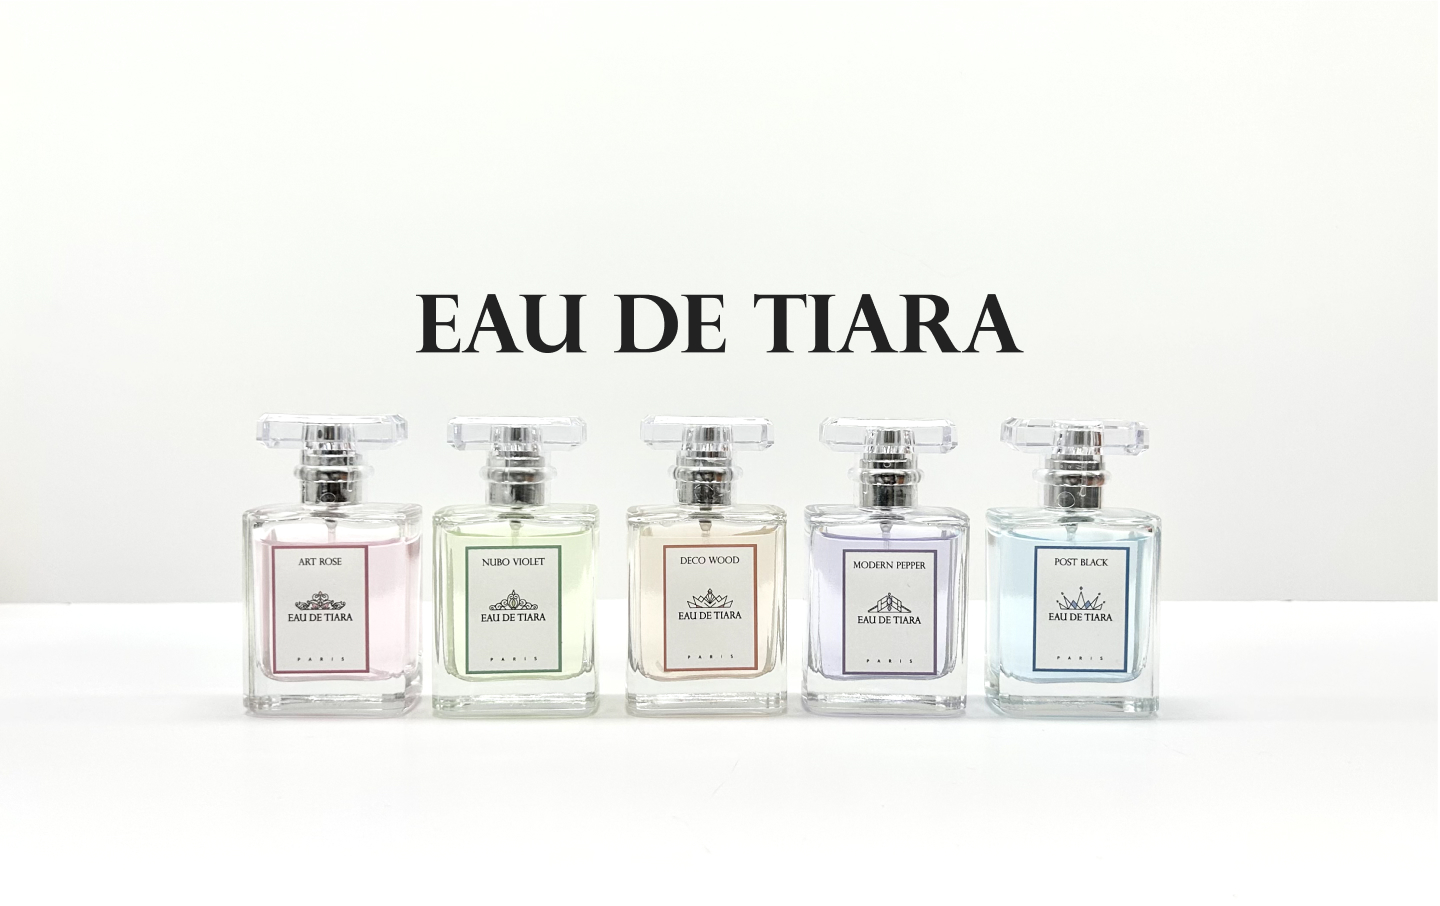 EAU DE TIARA
ART ROSE
EAU DE TIARA
PARIS
NUBO VIOLET
EAU DE TIARA
PARIS
DECO WOOD
EAU DE TIARA
PARIS
MODERN PEPPER
EAU DE TIARA
PARIS
POST BLACK
EAU DE TIARA
PARIS